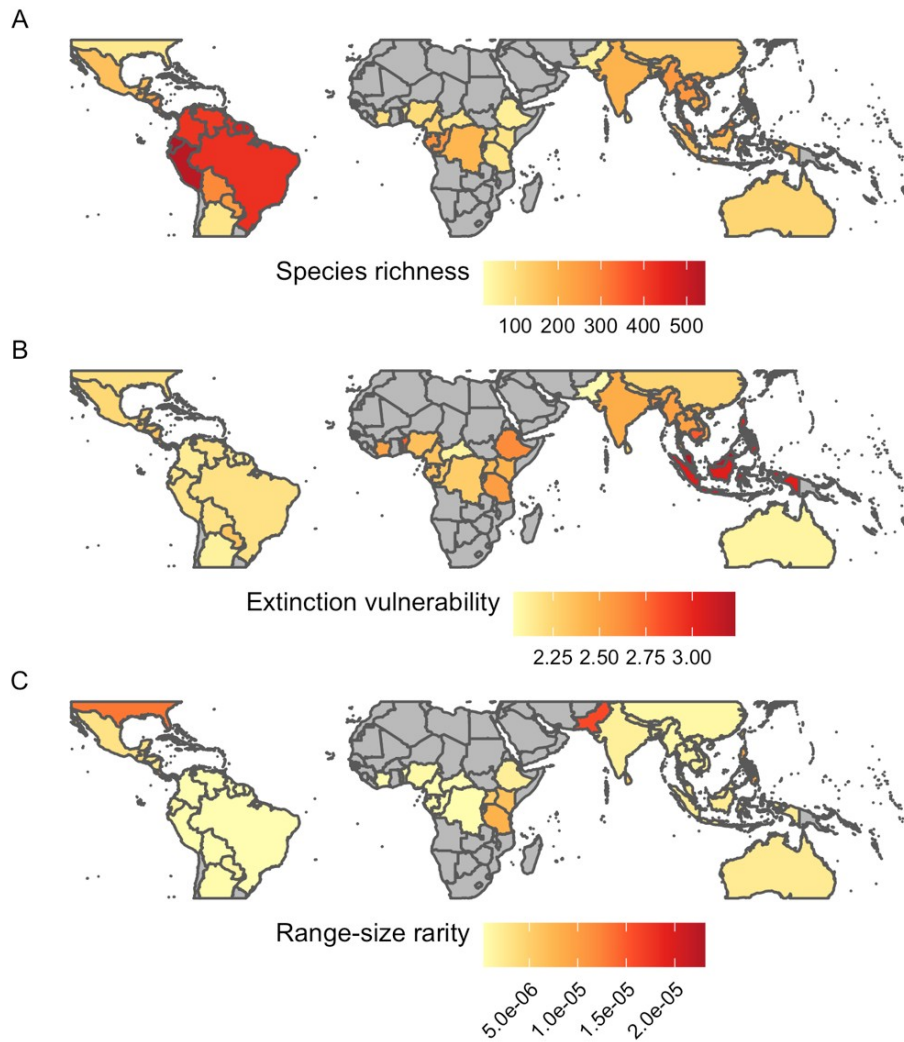 A
Species richness
100 200 300 400 500
B
Extinction vulnerability
2.25 2.50 2.75 3.00
C
Range-size rarity
5.0e-06 1.0e-05 1.5e-05 2.0e-05